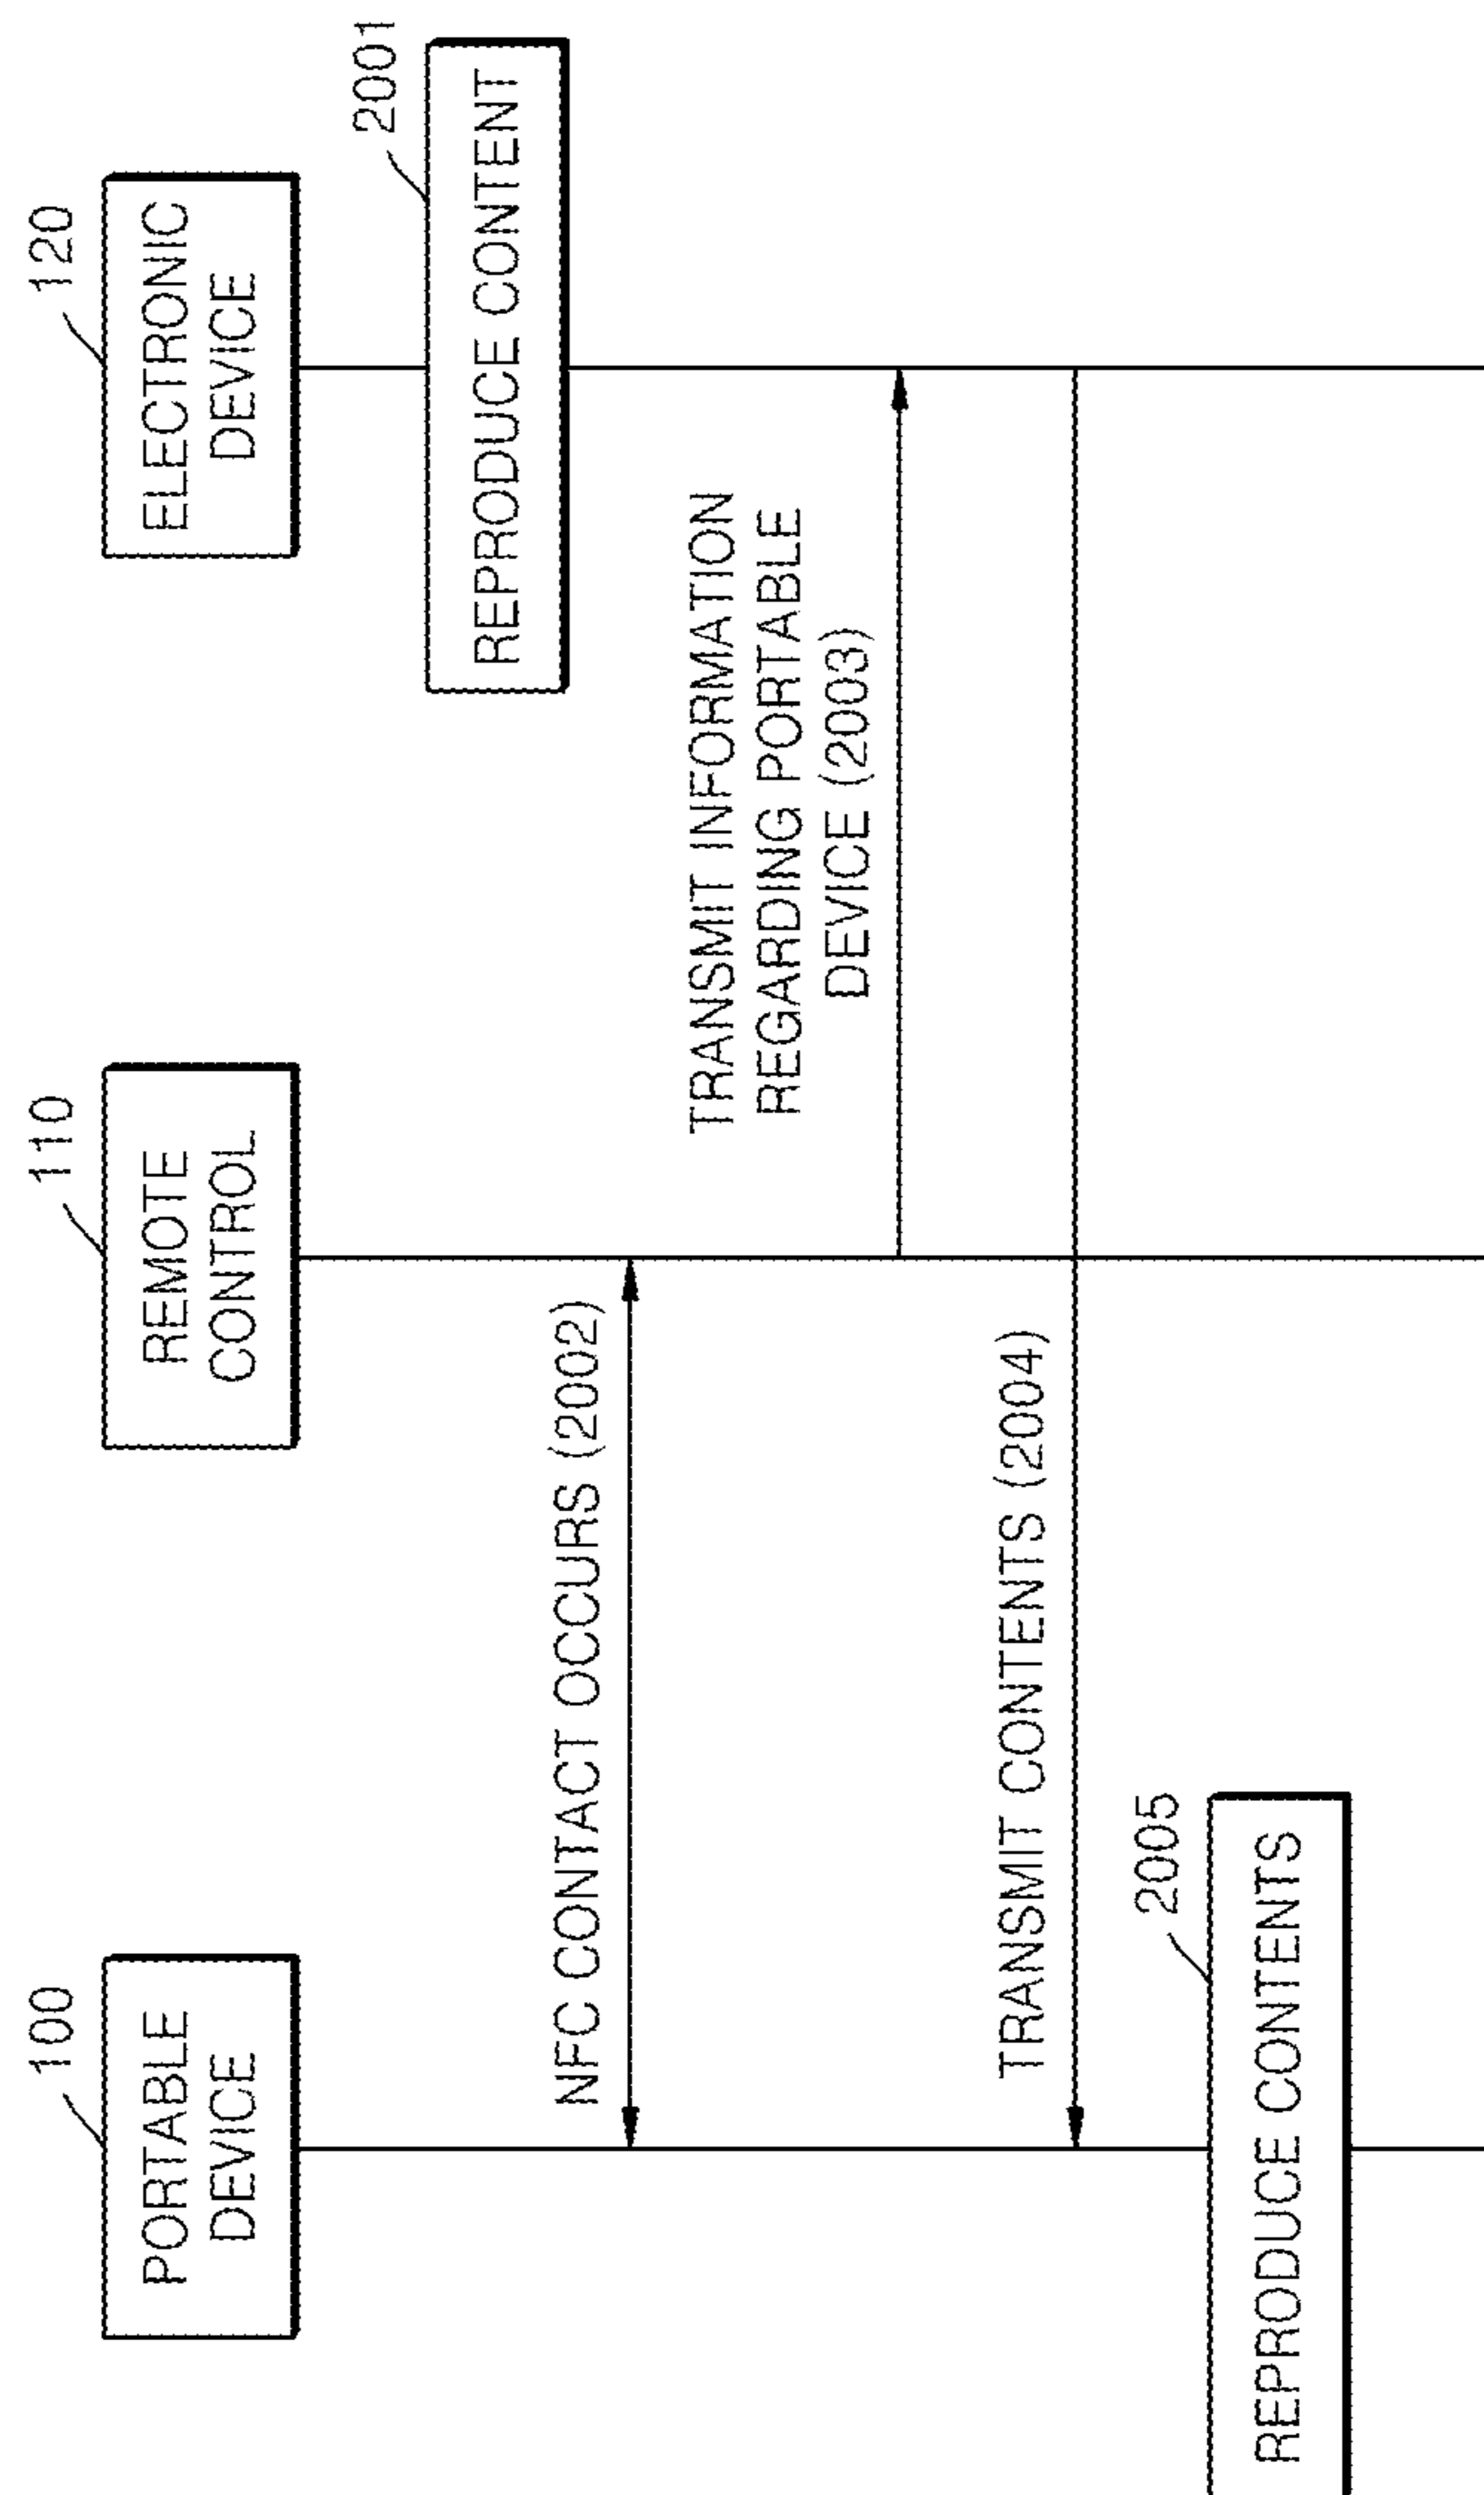 100
PORTABLE
DEVICE
110
REMOTE
CONTROL
120
ELECTRONIC
DEVICE
2001
REPRODUCE CONTENT
NFC CONTACT OCCURS (2002)
TRANSMIT INFORMATION
REGARDING PORTABLE
DEVICE (2003)
TRANSMIT CONTENTS (2004)
2005
REPRODUCE CONTENTS